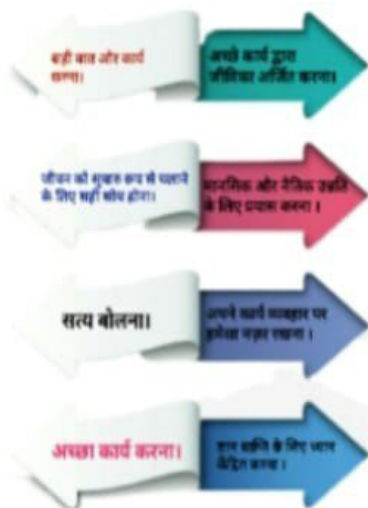 सही बात और कार्य
करना।
अच्छे कार्य द्वारा
जीविका अर्जित करना।
जीवन को सुचारु रूप से चलाने
के लिए सही सोच होना।
मानसिक और नैतिक उन्नति
के लिए प्रयास करना ।
सत्य बोलना।
अपने कार्य व्यवहार पर
हमेशा नज़र रखना ।
अच्छा कार्य करना।
ज्ञान प्राप्ति के लिए ध्यान
केंद्रित करना ।